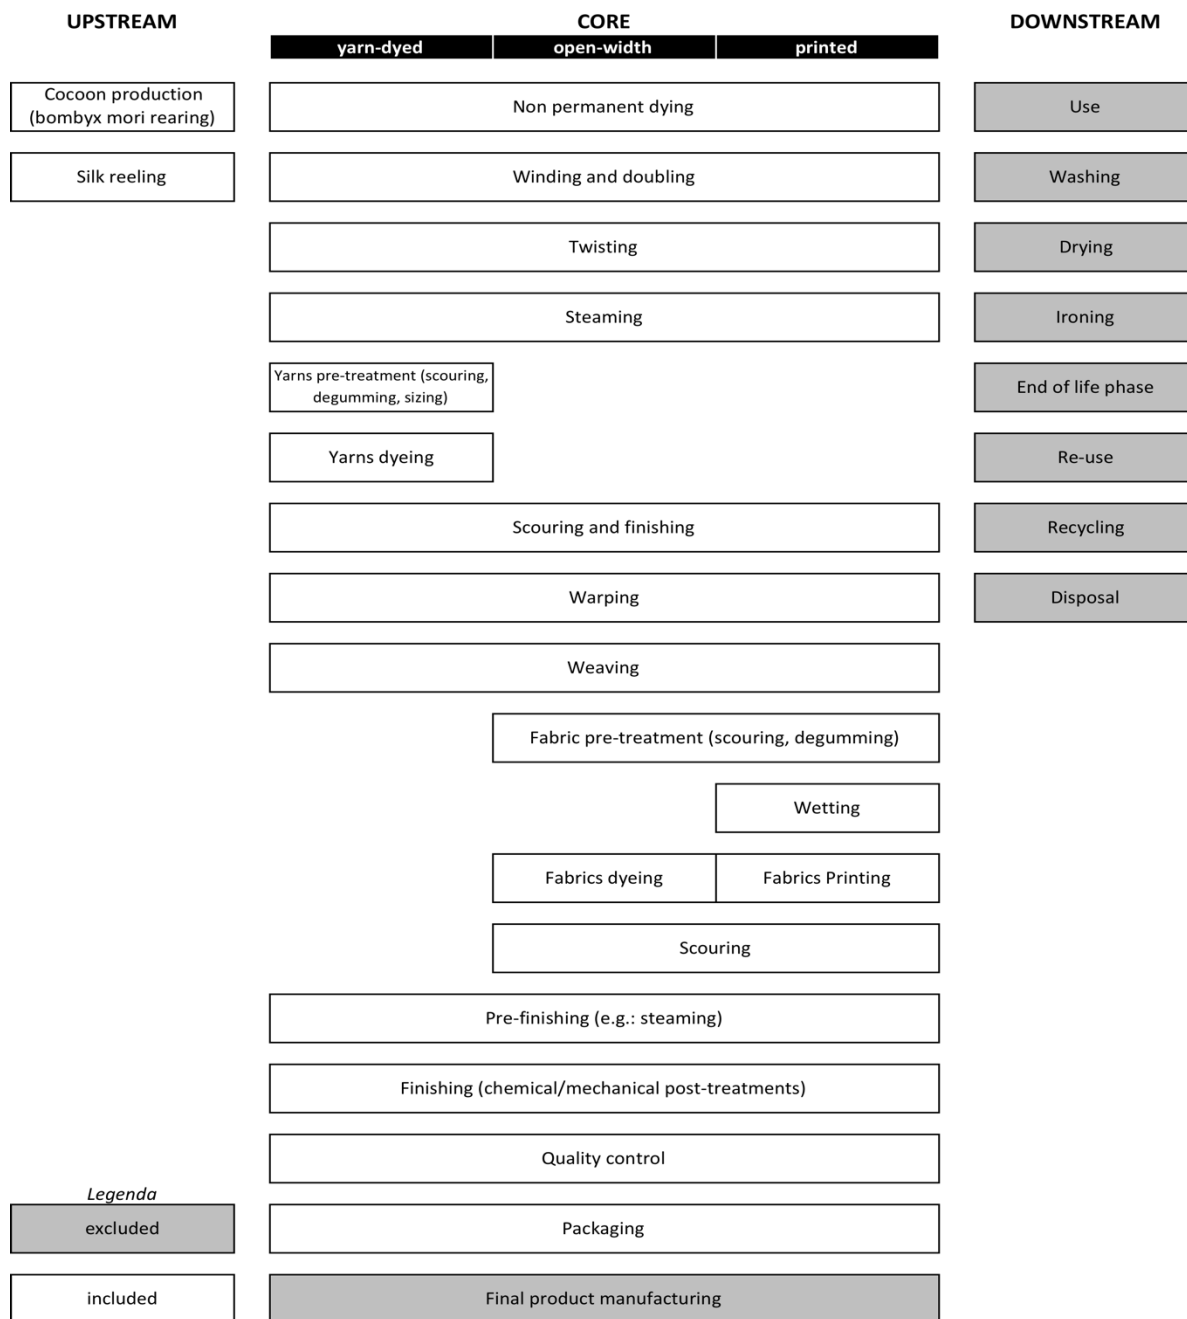 UPSTREAM
CORE
DOWNSTREAM
yarn-dyed
open-width
printed
Cocoon production
(bombyx mori rearing)
Non permanent dying
Use
Silk reeling
Winding and doubling
Washing
Twisting
Drying
Steaming
Ironing
Yarns pre-treatment (scouring,
degumming, sizing)
End of life phase
Yarns dyeing
Re-use
Scouring and finishing
Recycling
Warping
Disposal
Weaving
Fabric pre-treatment (scouring, degumming)
Wetting
Fabrics dyeing
Fabrics Printing
Scouring
Pre-finishing (e.g.: steaming)
Finishing (chemical/mechanical post-treatments)
Quality control
Legenda
excluded
Packaging
included
Final product manufacturing